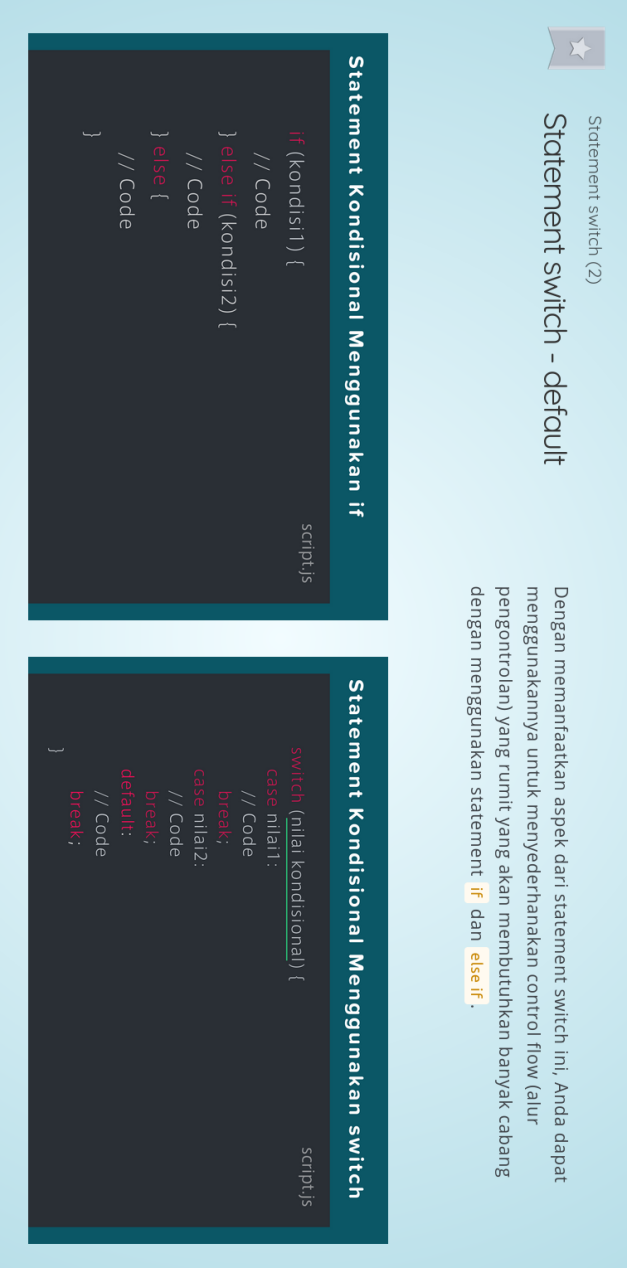 Statement switch (2)
Statement switch - default
Dengan memanfaatkan aspek dari statement switch ini, Anda dapat
menggunakannya untuk menyederhanakan control flow (alur
pengontrolan) yang rumit yang akan membutuhkan banyak cabang
dengan menggunakan statement if dan else if.
Statement Kondisional Menggunakan if
script.js
if (kondisi1) {
// Code
} else if (kondisi2) {
// Code
} else {
// Code
}
Statement Kondisional Menggunakan switch
script.js
switch (nilai kondisional) {
case nilai1:
// Code
break;
case nilai2:
// Code
break;
default:
// Code
break;
}